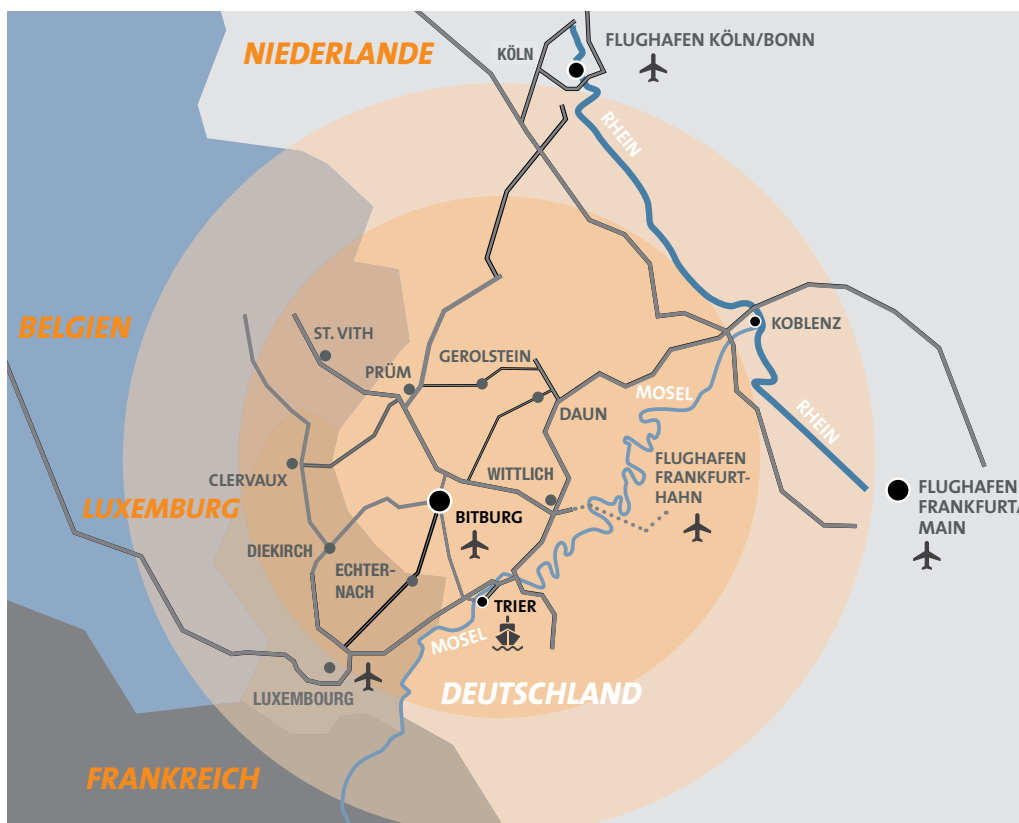 NIEDERLANDE
KÖLN
FLUGHAFEN KÖLN/BONN
RHEIN
BELGIEN
ST. VITH
PRÜM
GEROLSTEIN
KOBLENZ
MOSEL
DAUN
RHEIN
CLERVAUX
WITTLICH
FLUGHAFEN
FRANKFURT-
HAHN
LUXEMBURG
BITBURG
FLUGHAFEN
FRANKFURT/
MAIN
DIEKIRCH
ECHTER-
NACH
TRIER
MOSEL
LUXEMBOURG
DEUTSCHLAND
FRANKREICH